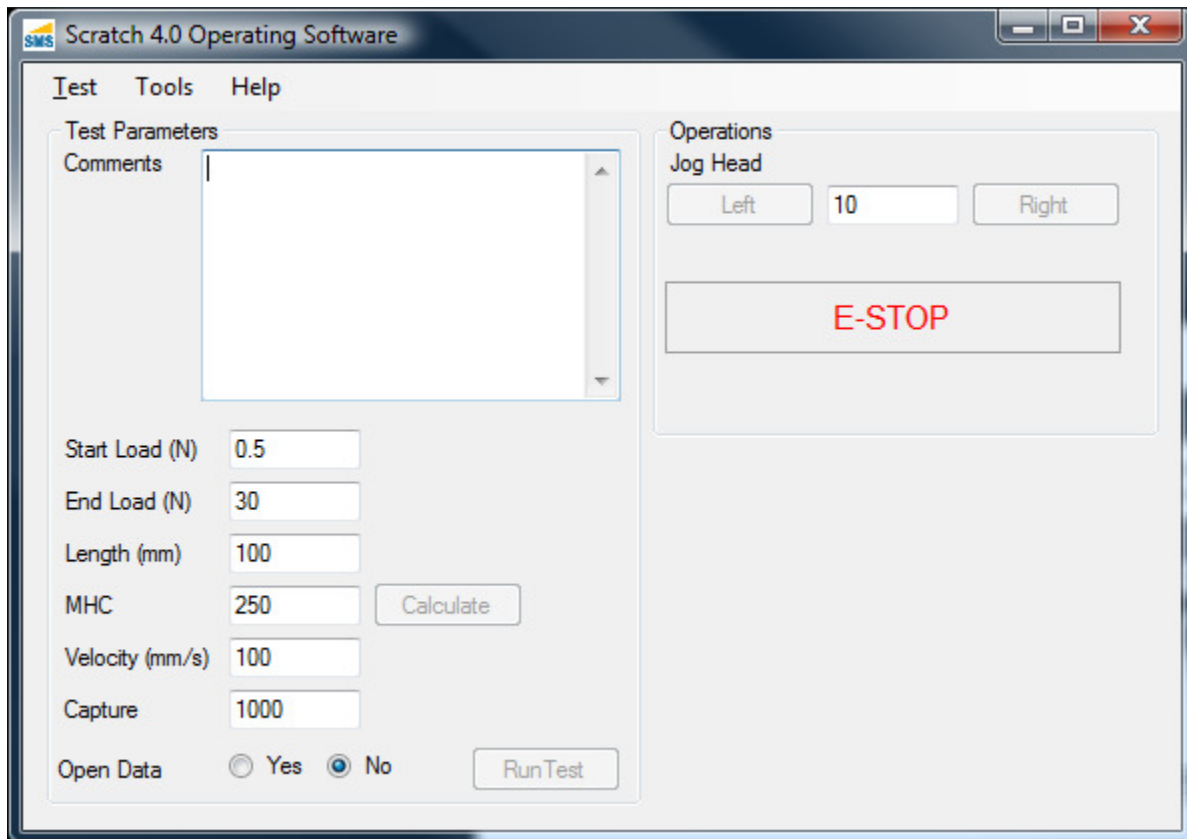 SMS Scratch 4.0 Operating Software
Test Tools Help
Test Parameters
Comments
Start Load (N) 0.5
End Load (N) 30
Length (mm) 100
MHC 250 Calculate
Velocity (mm/s) 100
Capture 1000
Open Data Yes No RunTest
Operations
Jog Head
Left 10 Right
E-STOP